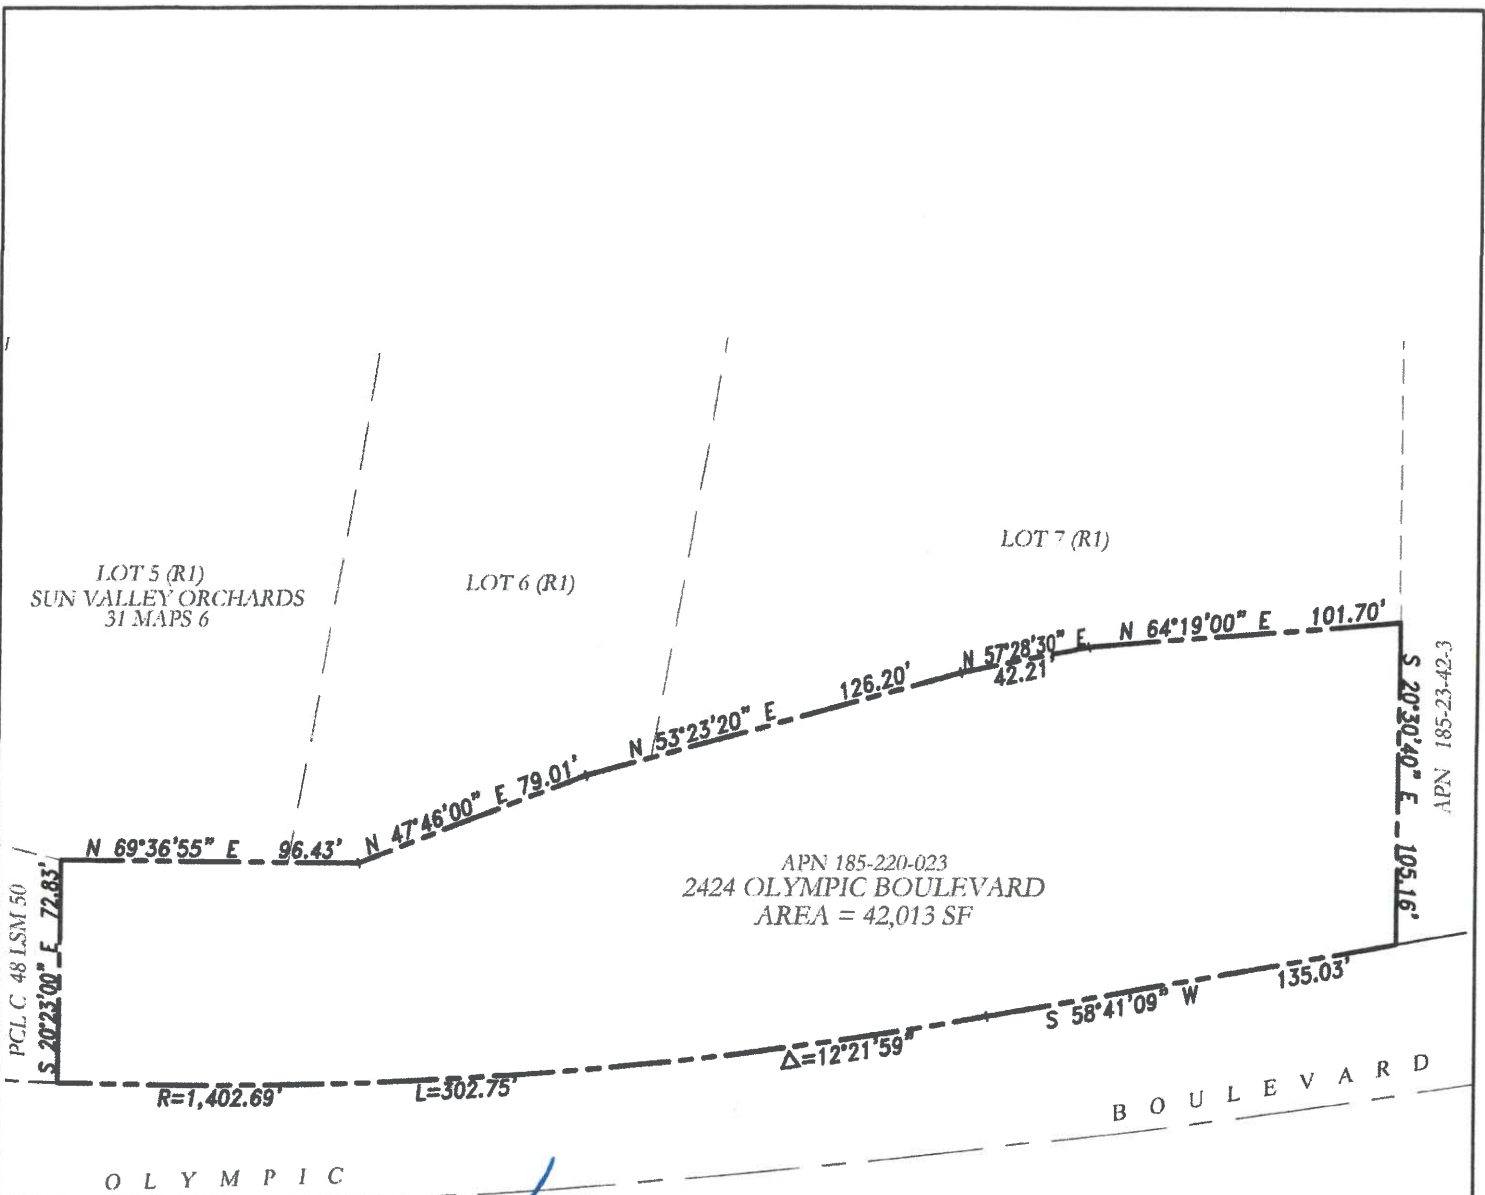 LOT 7 (R1)
LOT 5 (R1)
SUN VALLEY ORCHARDS
31 MAPS 6
LOT 6 (R1)
N 64°19'00" E 101.70'
N 57°28'30" E
42.21'
N 53°23'20" E 126.20'
N 47°46'00" E 79.01'
N 69°36'55" E 96.43'
S 20°30'40" E 105.16'
APN 185-23-42-3
PCL C 48 LSM 50
S 20°23'00" E 72.83'
APN 185-220-023
2424 OLYMPIC BOULEVARD
AREA = 42,013 SF
S 58°41'09" W 135.03'
Δ=12°21'59"
L=302.75'
R=1,402.69'
OLYMPIC BOULEVARD